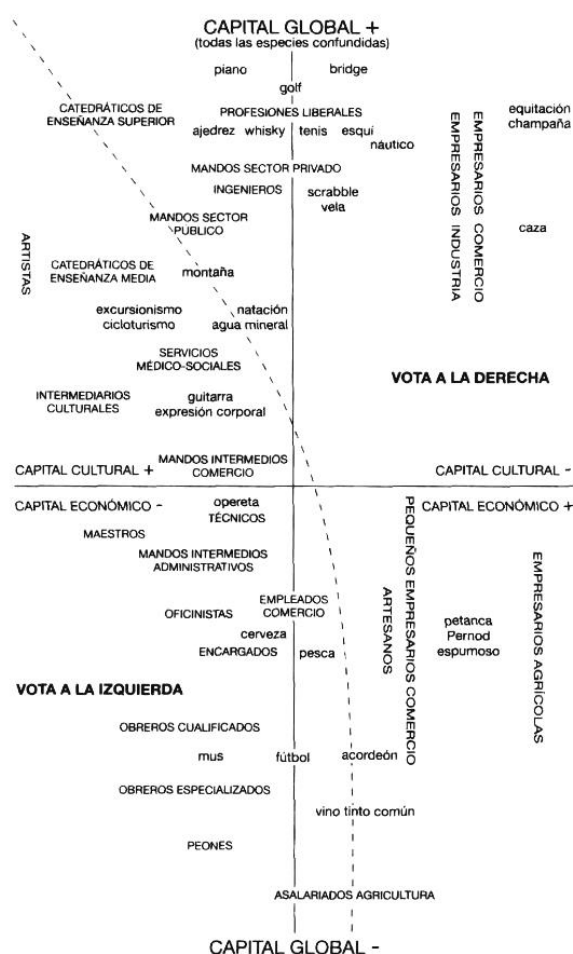 CAPITAL GLOBAL +
(todas las especies confundidas)
piano
bridge
golf
CATEDRÁTICOS DE
ENSEÑANZA SUPERIOR
PROFESIONES LIBERALES
ajedrez whisky tenis esquí
náutico
equitación
champaña
EMPRESARIOS COMERCIO
EMPRESARIOS INDUSTRIA
MANDOS SECTOR PRIVADO
INGENIEROS
scrabble
vela
MANDOS SECTOR
PUBLICO
caza
ARTISTAS
CATEDRÁTICOS DE
ENSEÑANZA MEDIA
montaña
excursionismo
cicloturismo
natación
agua mineral
SERVICIOS
MÉDICO-SOCIALES
VOTA A LA DERECHA
INTERMEDIARIOS
CULTURALES
guitarra
expresión corporal
CAPITAL CULTURAL +
MANDOS INTERMEDIOS
COMERCIO
CAPITAL CULTURAL -
CAPITAL ECONÓMICO -
opereta
TÉCNICOS
CAPITAL ECONÓMICO +
MAESTROS
MANDOS INTERMEDIOS
ADMINISTRATIVOS
PEQUEÑOS EMPRESARIOS COMERCIO
ARTESANOS
EMPRESARIOS AGRÍCOLAS
OFICINISTAS
EMPLEADOS
COMERCIO
cerveza
ENCARGADOS
pesca
petanca
Pernod
espumoso
VOTA A LA IZQUIERDA
OBREROS CUALIFICADOS
mus
fútbol
acordeón
OBREROS ESPECIALIZADOS
vino tinto común
PEONES
ASALARIADOS AGRICULTURA
CAPITAL GLOBAL -